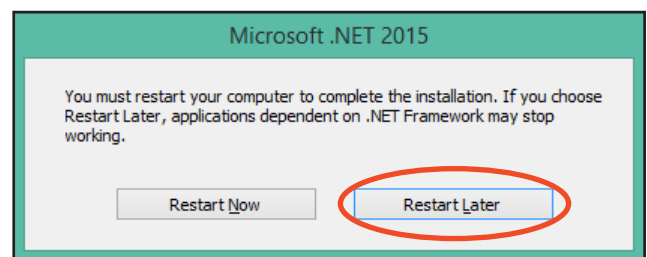 Microsoft .NET 2015
You must restart your computer to complete the installation. If you choose
Restart Later, applications dependent on .NET Framework may stop
working.
Restart Now
Restart Later